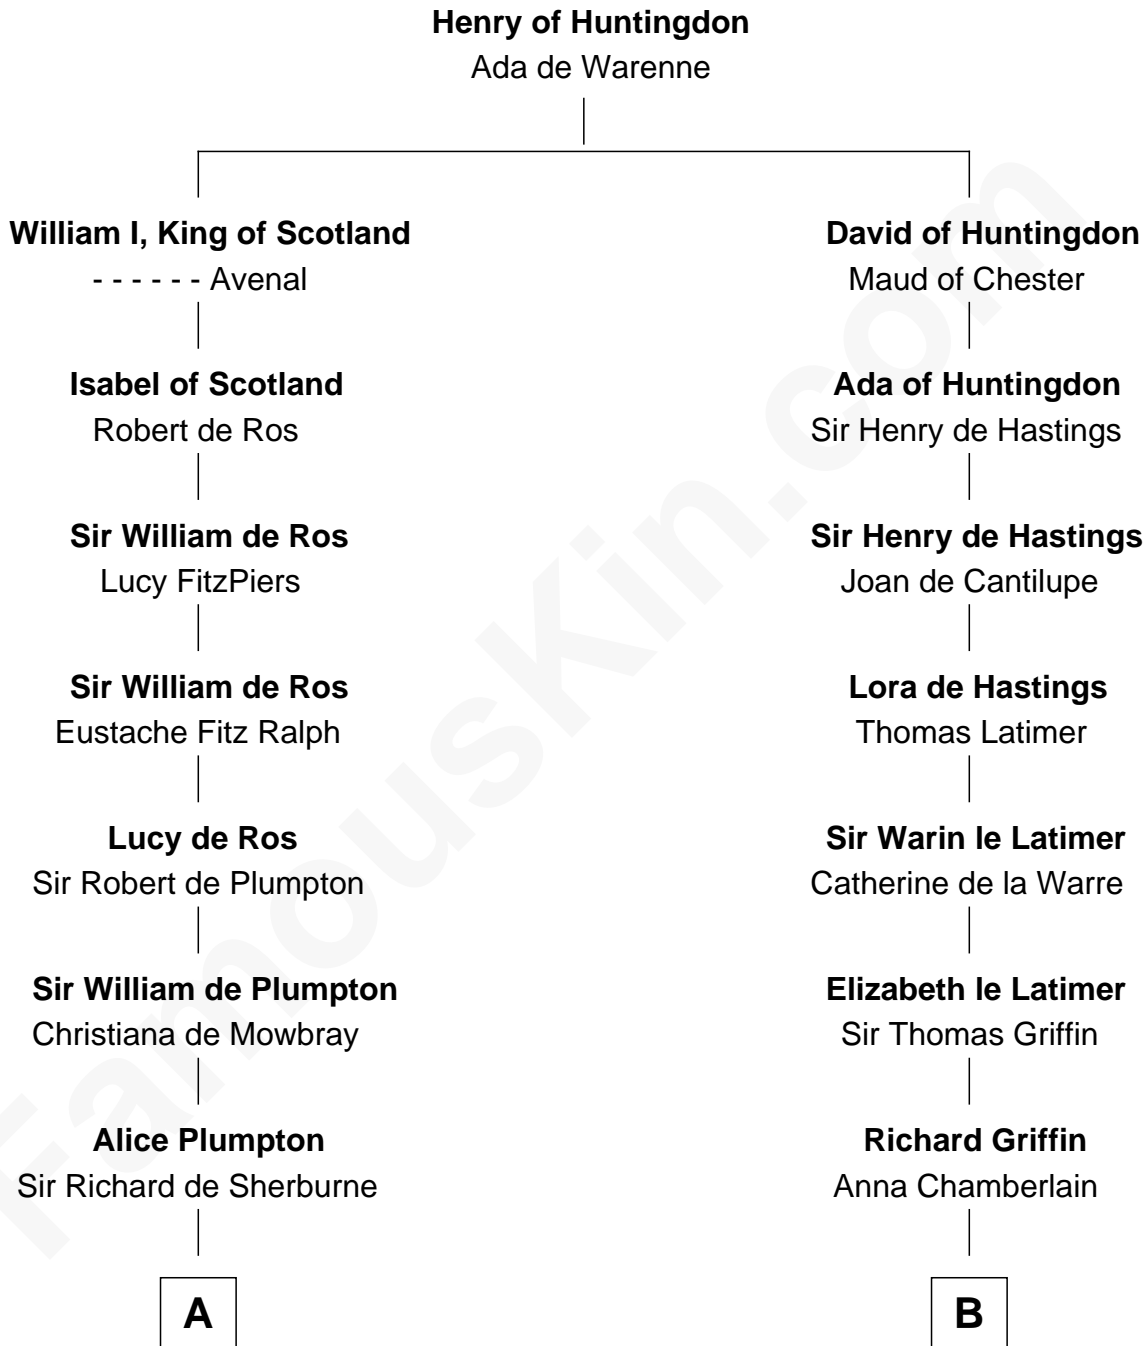 Henry of Huntingdon
Ada de Warenne
William I, King of Scotland
- - - - - - Avenal
Isabel of Scotland
Robert de Ros
Sir William de Ros
Lucy FitzPiers
Sir William de Ros
Eustache Fitz Ralph
Lucy de Ros
Sir Robert de Plumpton
Sir William de Plumpton
Christiana de Mowbray
Alice Plumpton
Sir Richard de Sherburne
A
David of Huntingdon
Maud of Chester
Ada of Huntingdon
Sir Henry de Hastings
Sir Henry de Hastings
Joan de Cantilupe
Lora de Hastings
Thomas Latimer
Sir Warin le Latimer
Catherine de la Warre
Elizabeth le Latimer
Sir Thomas Griffin
Richard Griffin
Anna Chamberlain
B
FamousKin.com